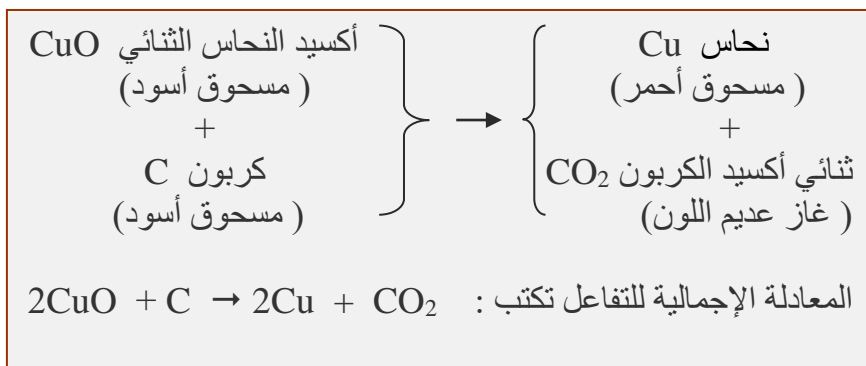 أكسيد النحاس الثنائي CuO
( مسحوق أسود)
+
كربون C
( مسحوق أسود)
→
نحاس Cu
( مسحوق أحمر)
+
ثنائي أكسيد الكربون CO₂
( غاز عديم اللون)
المعادلة الإجمالية للتفاعل تكتب : 2CuO + C → 2Cu + CO₂